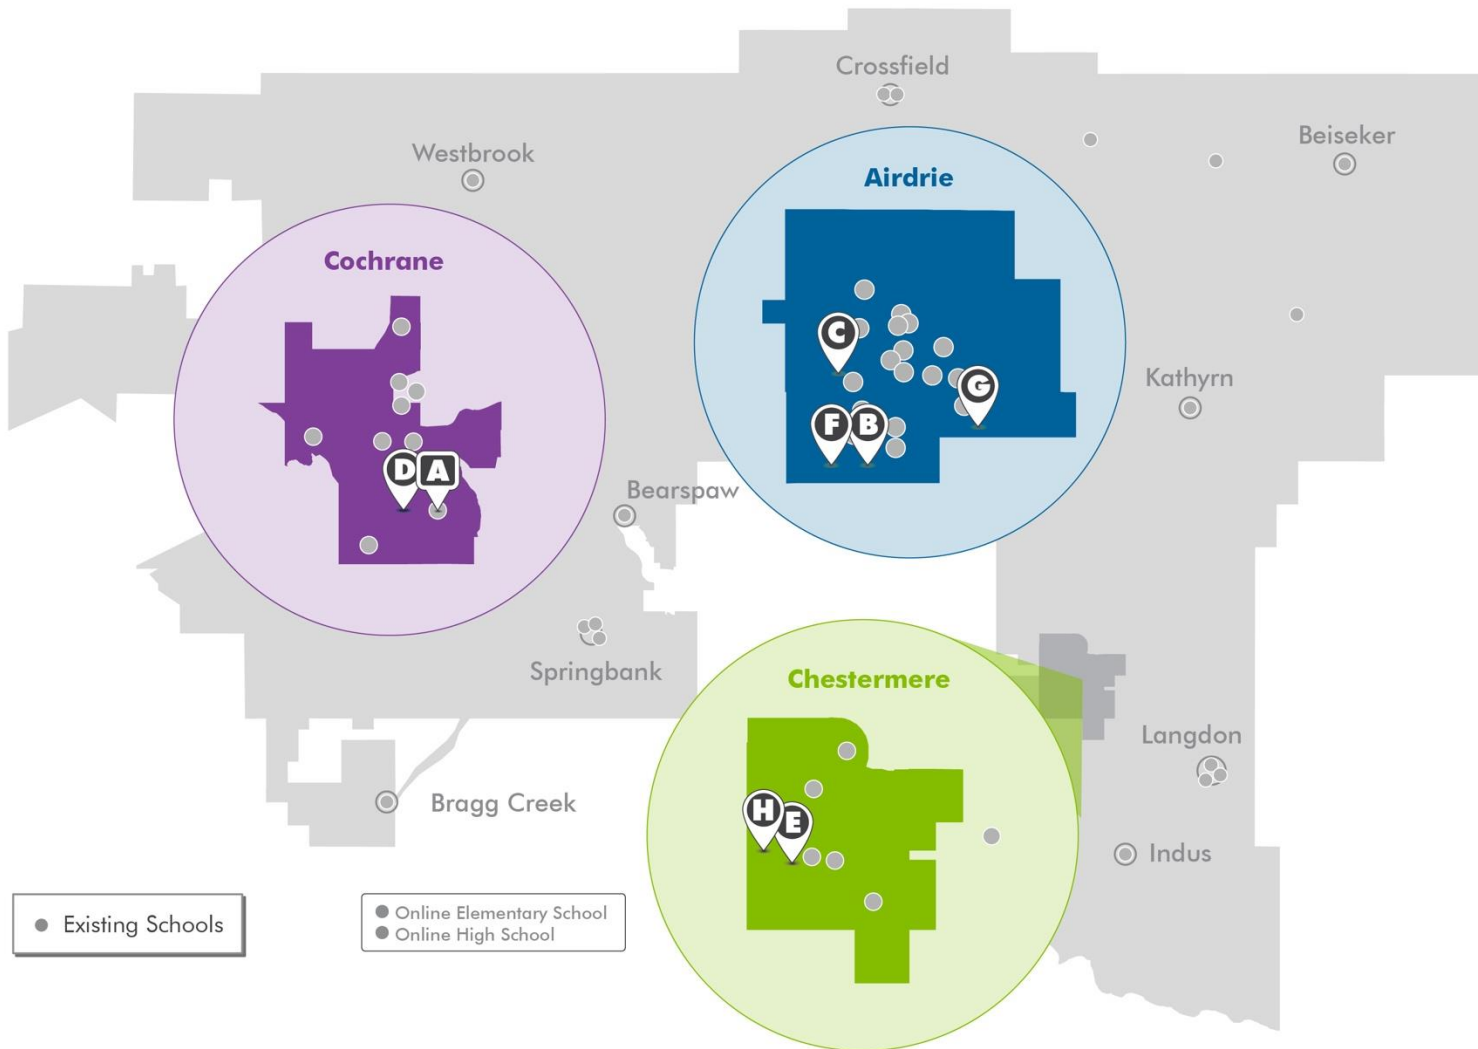 Crossfield
Westbrook
Beiseker
Airdrie
Cochrane
C
G
Kathyrn
F
B
D
A
Bearspaw
Springbank
Chestermere
Langdon
Bragg Creek
H
E
Indus
Existing Schools
Online Elementary School
Online High School